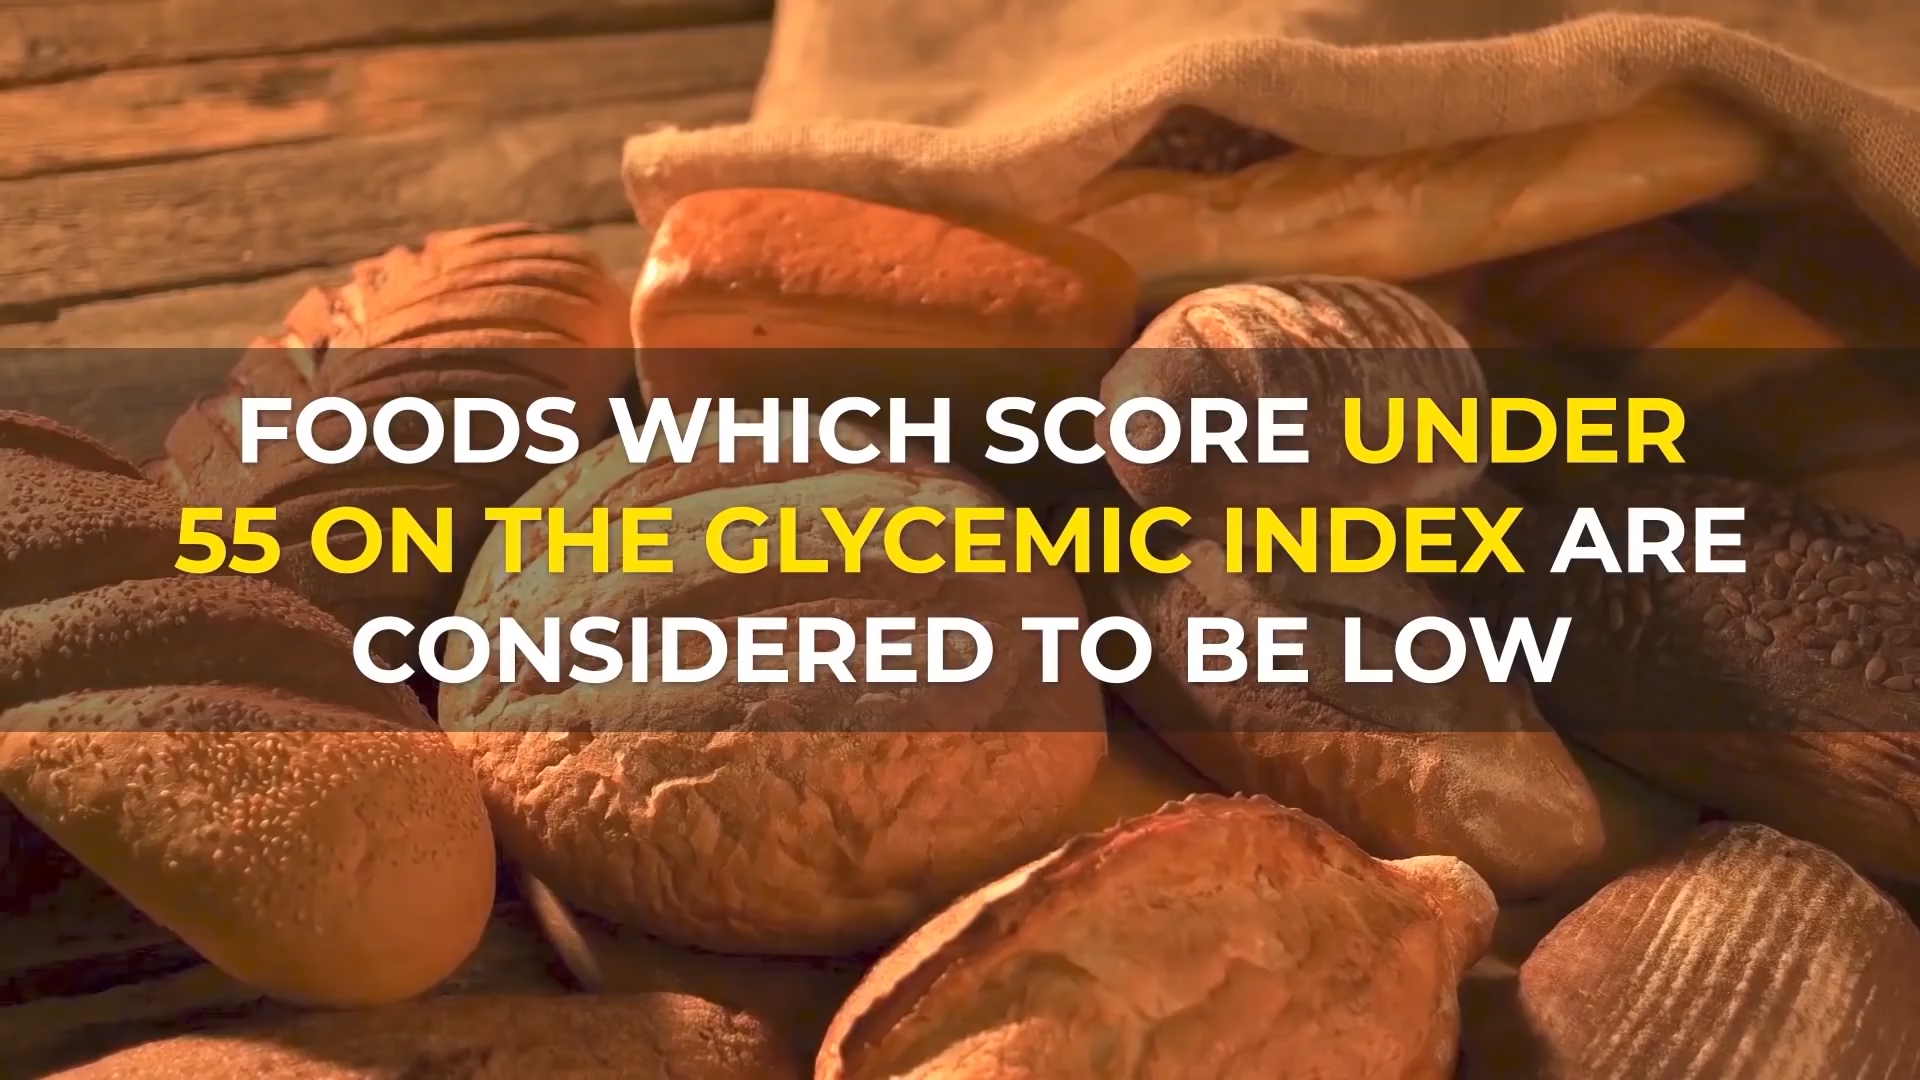 FOODS WHICH SCORE UNDER
55 ON THE GLYCEMIC INDEX ARE
CONSIDERED TO BE LOW